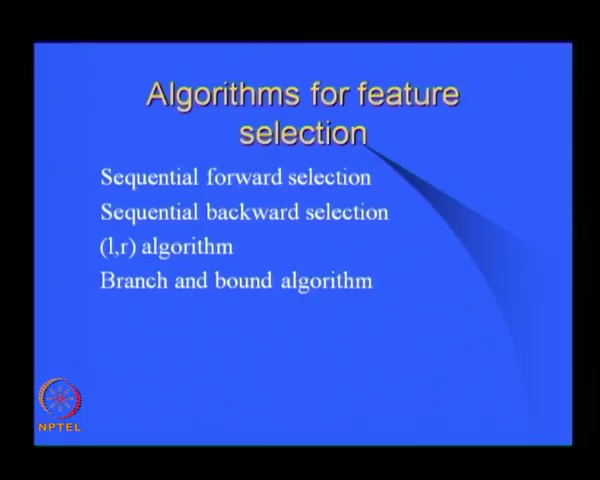 Algorithms for feature
selection
Sequential forward selection
Sequential backward selection
(l,r) algorithm
Branch and bound algorithm
NPTEL